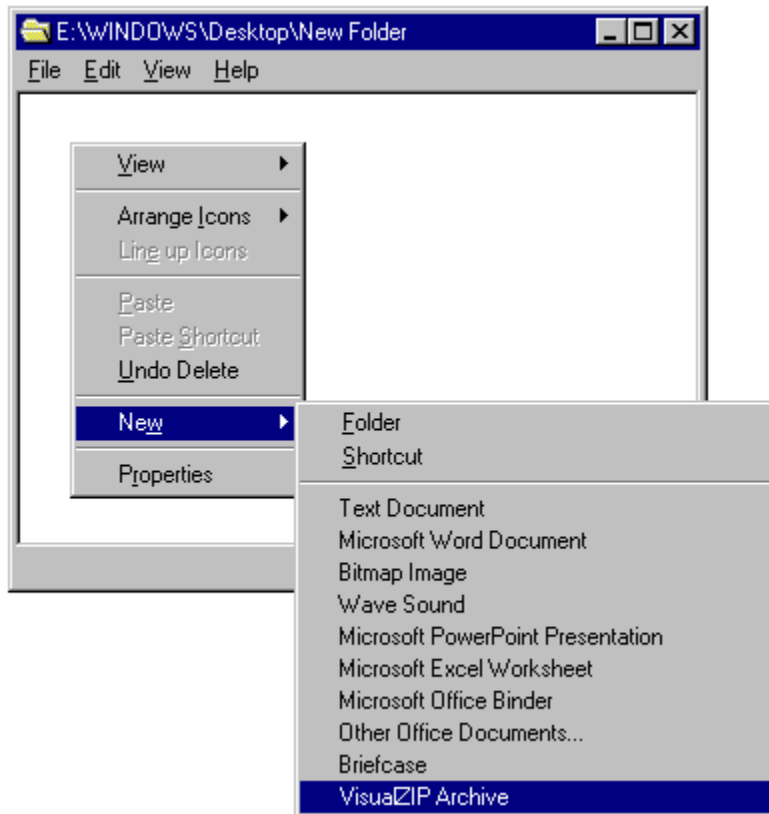 E:\WINDOWS\Desktop\New Folder
File Edit View Help
View
Arrange Icons
Line up Icons
Paste
Paste Shortcut
Undo Delete
New
Properties
Folder
Shortcut
Text Document
Microsoft Word Document
Bitmap Image
Wave Sound
Microsoft PowerPoint Presentation
Microsoft Excel Worksheet
Microsoft Office Binder
Other Office Documents...
Briefcase
VisualZIP Archive